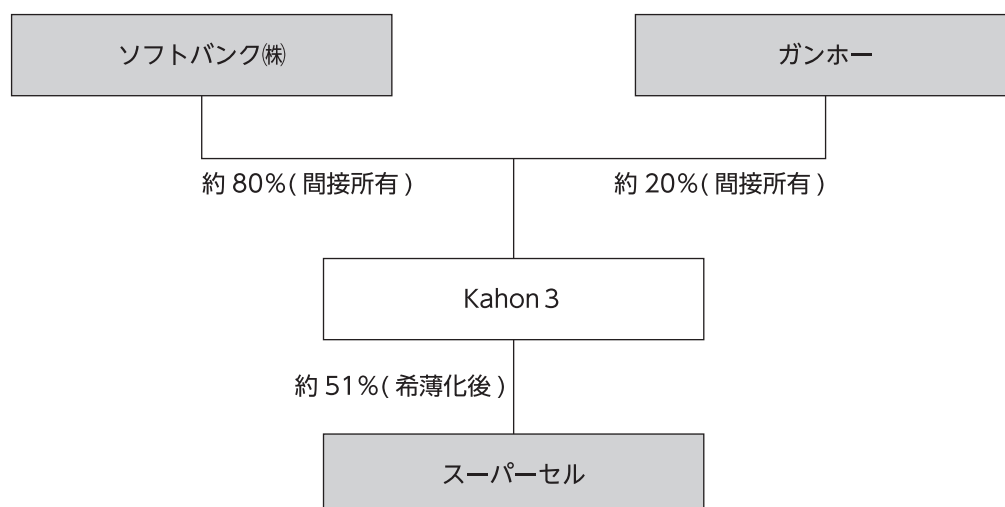 ソフトバンク㈱
ガンホー
約 80%( 間接所有 )
約 20%( 間接所有 )
Kahon 3
約 51%( 希薄化後 )
スーパーセル